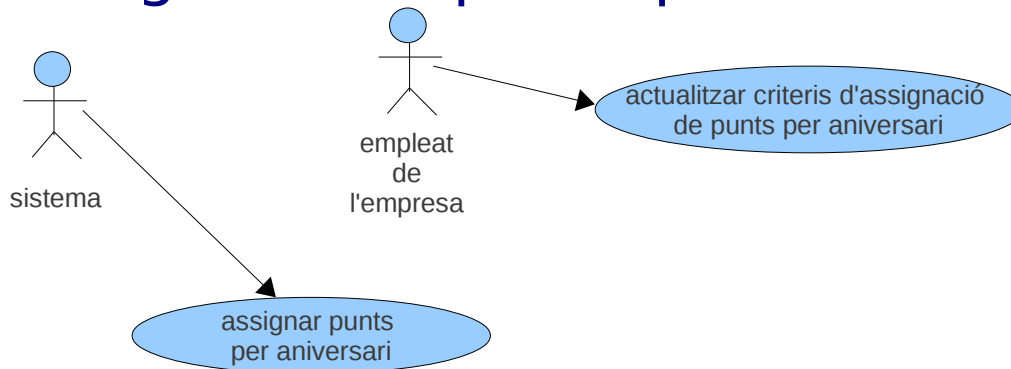 empleat
de
l'empresa
actualitzar criteris d'assignació
de punts per aniversari
sistema
assignar punts
per aniversari